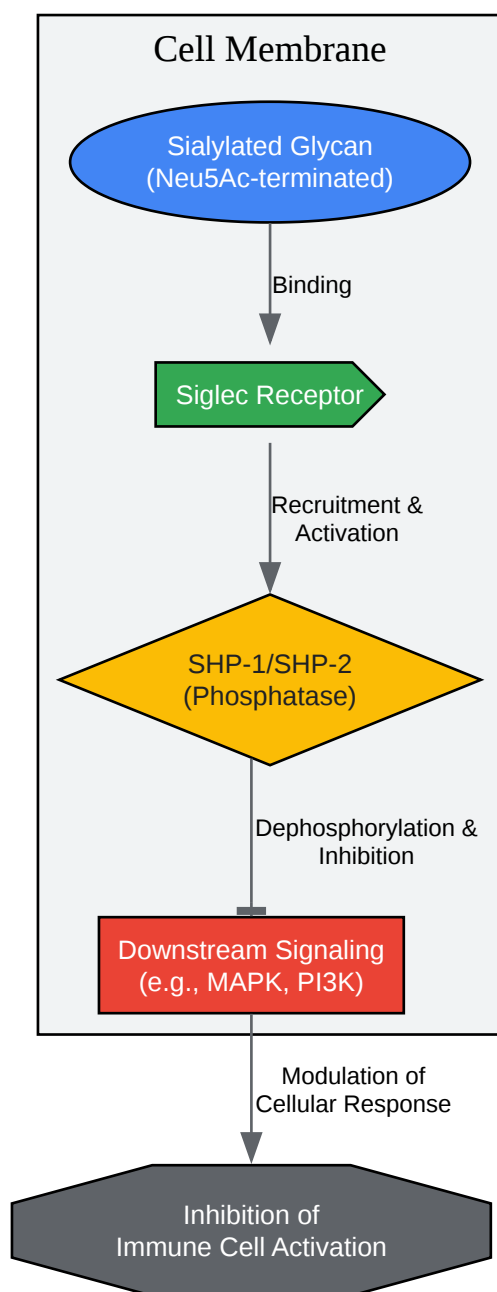 Cell Membrane
Sialylated Glycan
(Neu5Ac-terminated)
Binding
Siglec Receptor
Recruitment &
Activation
SHP-1/SHP-2
(Phosphatase)
Dephosphorylation &
Inhibition
Downstream Signaling
(e.g., MAPK, PI3K)
Modulation of
Cellular Response
Inhibition of
Immune Cell Activation